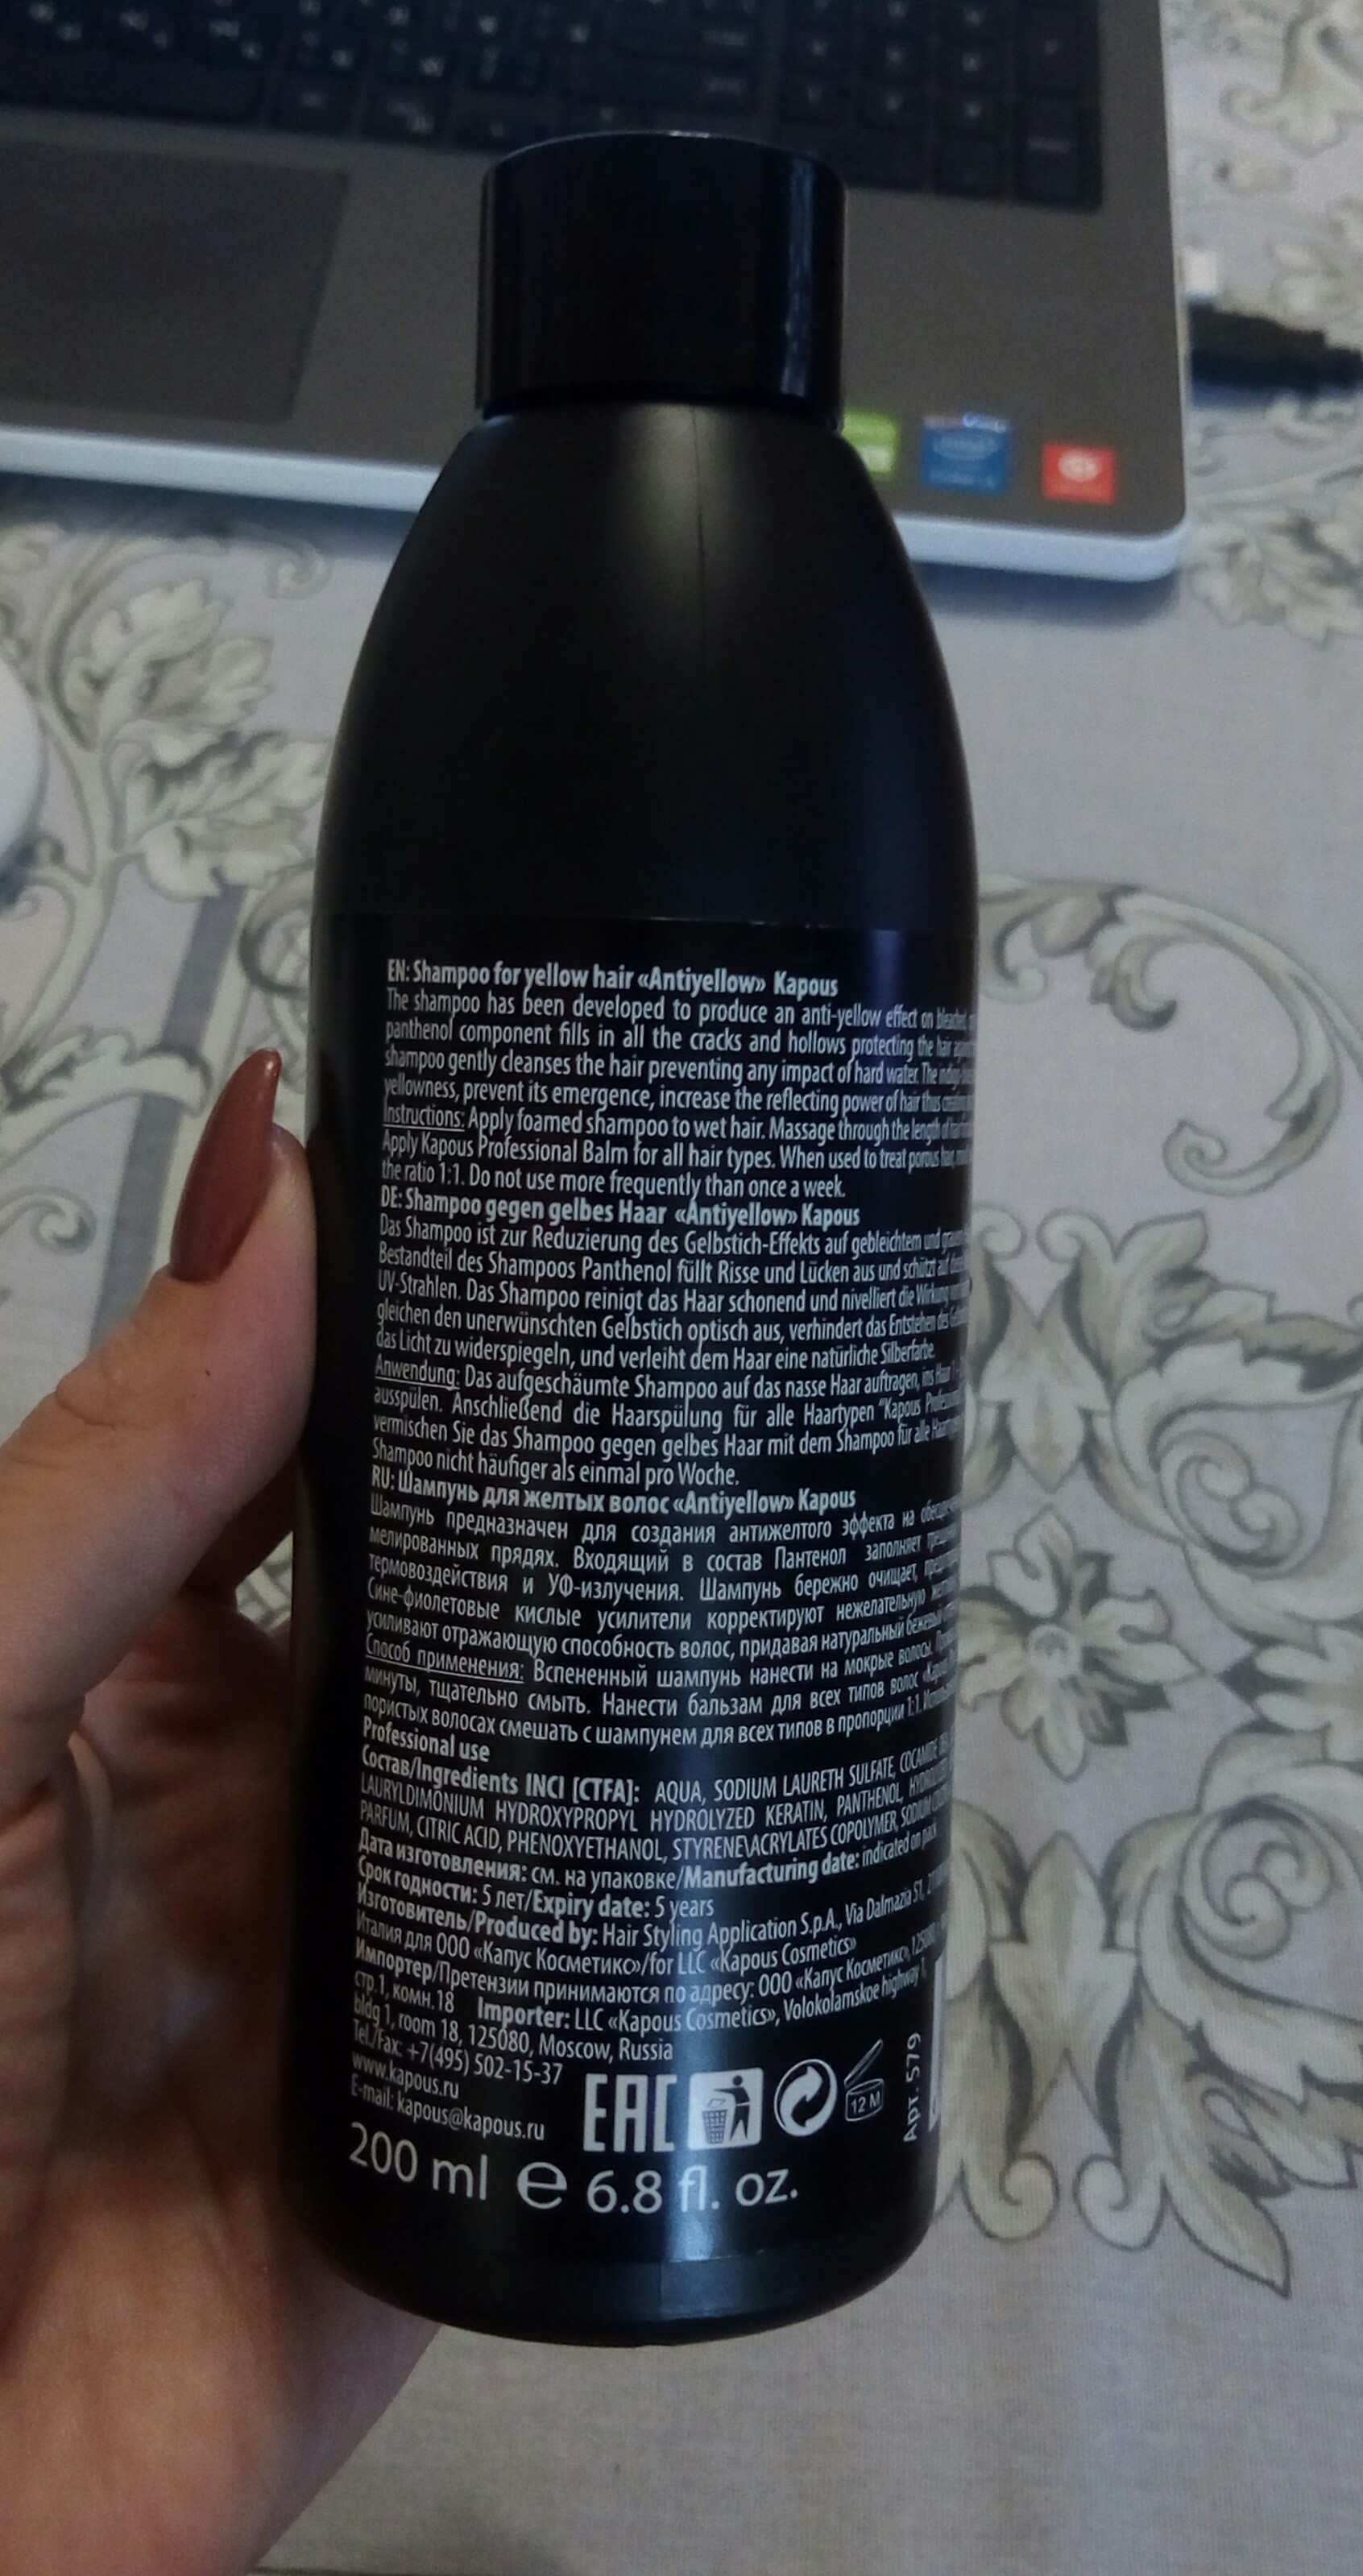 EN: Shampoo for yellow hair «Antiyellow» Kapous
The shampoo has been developed to produce an anti-yellow effect on bleached,
panthenol component fills in all the cracks and hollows protecting the hair
shampoo gently cleanses the hair preventing any impact of hard water. The
yellowness, prevent its emergence, increase the reflecting power of hair thus
Instructions: Apply foamed shampoo to wet hair. Massage through the length of
Apply Kapous Professional Balm for all hair types. When used to treat porous hair,
the ratio 1:1. Do not use more frequently than once a week.
DE: Shampoo gegen gelbes Haar «Antiyellow» Kapous
Das Shampoo ist zur Reduzierung des Gelbstich-Effekts auf gebleichtem und
Bestandteil des Shampoos Panthenol füllt Risse und Lücken aus und schützt auf
UV-Strahlen. Das Shampoo reinigt das Haar schonend und nivelliert die Wirkung
gleichen den unerwünschten Gelbstich optisch aus, verhindert das Entstehen des
das Licht zu widerspiegeln, und verleiht dem Haar eine natürliche Silberfarbe.
Anwendung: Das aufgeschäumte Shampoo auf das nasse Haar auftragen, ins Haar
ausspülen. Anschließend die Haarspülung für alle Haartypen "Kapous
vermischen Sie das Shampoo gegen gelbes Haar mit dem Shampoo für alle
Shampoo nicht häufiger als einmal pro Woche.
RU: Шампунь для желтых волос «Antiyellow» Kapous
Шампунь предназначен для создания антижелтого эффекта на
мелированных прядях. Входящий в состав Пантенол заполняет
термовоздействия и УФ-излучения. Шампунь бережно очищает,
Сине-фиолетовые кислые усилители корректируют нежелательную
усиливают отражающую способность волос, придавая натуральный бежевый
Способ применения: Вспененный шампунь нанести на мокрые волосы.
минуты, тщательно смыть. Нанести бальзам для всех типов волос
пористых волосах смешать с шампунем для всех типов в пропорции 1:1.
Professional use
Состав/Ingredients INCI [CTFA]: AQUA, SODIUM LAURETH SULFATE, COCAMIDE
LAURYLDIMONIUM HYDROXYPROPYL HYDROLYZED KERATIN, PANTHENOL,
PARFUM, CITRIC ACID, PHENOXYETHANOL, STYRENE\ACRYLATES COPOLYMER, SODIUM
Дата изготовления: см. на упаковке/Manufacturing date: indicated on pack
Срок годности: 5 лет/Expiry date: 5 years
Изготовитель/Produced by: Hair Styling Application S.p.A., Via Dalmazia 51,
Италия для ООО «Капус Косметикс»/for LLC «Kapous Cosmetics»
Импортер/Претензии принимаются по адресу: ООО «Капус Косметикс», 125080,
стр.1, комн.18 Importer: LLC «Kapous Cosmetics», Volokolamskoe highway 1,
bldg 1, room 18, 125080, Moscow, Russia
Tel./Fax: +7(495) 502-15-37
www.kapous.ru
E-mail: kapous@kapous.ru
EAC
12 M
Арт. 579
200 ml e 6.8 fl. oz.